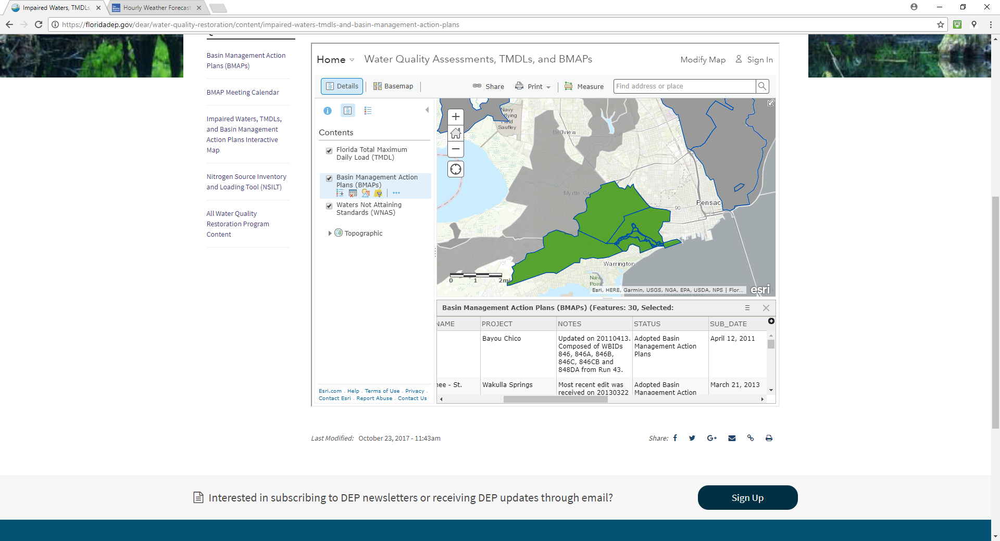 Impaired Waters, TMDLs,
Hourly Weather Forecast
https://floridadep.gov/dear/water-quality-restoration/content/impaired-waters-tmdls-and-basin-management-action-plans
Basin Management Action
Plans (BMAPs)
BMAP Meeting Calendar
Impaired Waters, TMDLs,
and Basin Management
Action Plans Interactive
Map
Nitrogen Source Inventory
and Loading Tool (NSILT)
All Water Quality
Restoration Program
Content
Home
Water Quality Assessments, TMDLs, and BMAPs
Modify Map
Sign In
Details
Basemap
Share
Print
Measure
Find address or place
Contents
Florida Total Maximum
Daily Load (TMDL)
Basin Management Action
Plans (BMAPs)
Waters Not Attaining
Standards (WNAS)
Topographic
Esri.com . Help . Terms of Use . Privacy .
Contact Esri . Report Abuse . Contact Us
Navy
Saufley
Bellview
296
Myrtle Gr
Pensac
90
Warrington
0 1 2mi
Esri, HERE, Garmin, USGS, NGA, EPA, USDA, NPS | Flor...
esri
Basin Management Action Plans (BMAPs) (Features: 30, Selected:
NAME PROJECT NOTES STATUS SUB_DATE
Bayou Chico
Updated on 20110413.
Composed of WBIDs
846, 846A, 846B,
846C, 846CB and
848DA from Run 43.
Adopted Basin
Management Action
Plans
April 12, 2011
nee - St.
Wakulla Springs
Most recent edit was
received on 20130322
Adopted Basin
Management Action
March 21, 2013
Last Modified: October 23, 2017 - 11:43am
Share:
Interested in subscribing to DEP newsletters or receiving DEP updates through email?
Sign Up